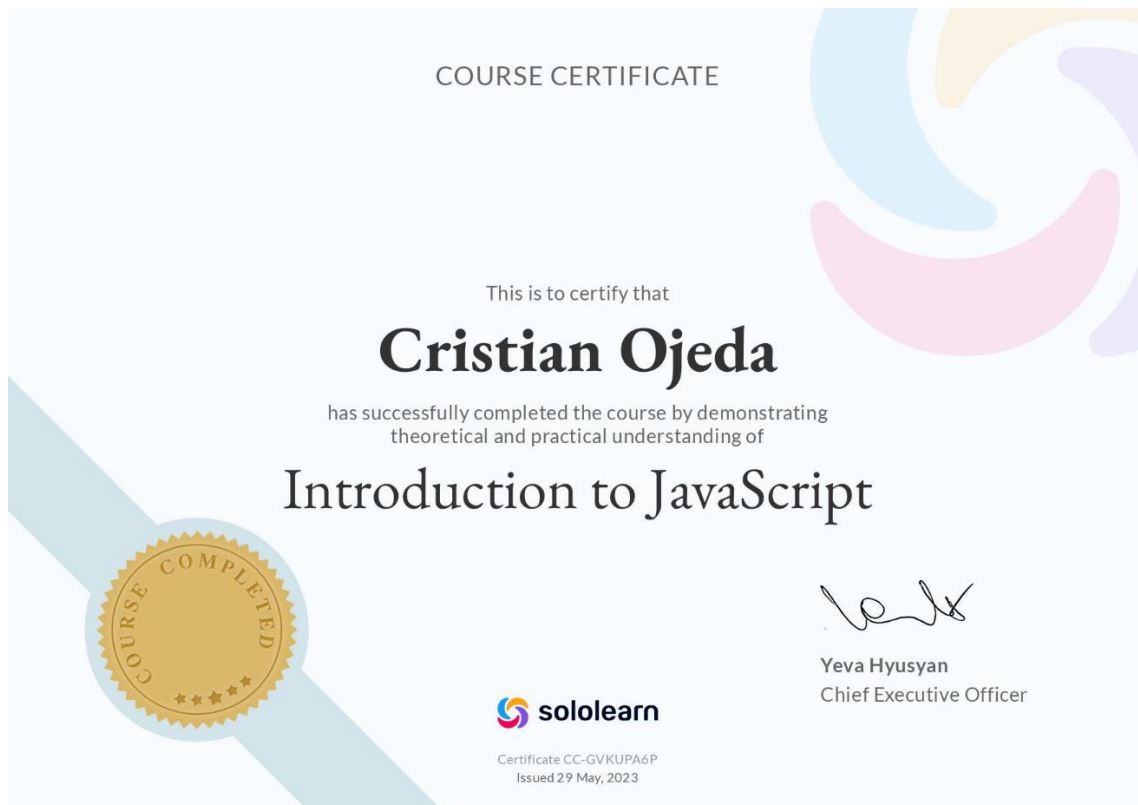 COURSE CERTIFICATE
This is to certify that
Cristian Ojeda
has successfully completed the course by demonstrating
theoretical and practical understanding of
Introduction to JavaScript
COURSE COMPLETED
Yeva Hyusyan
Chief Executive Officer
sololearn
Certificate CC-GVKUPA6P
Issued 29 May, 2023